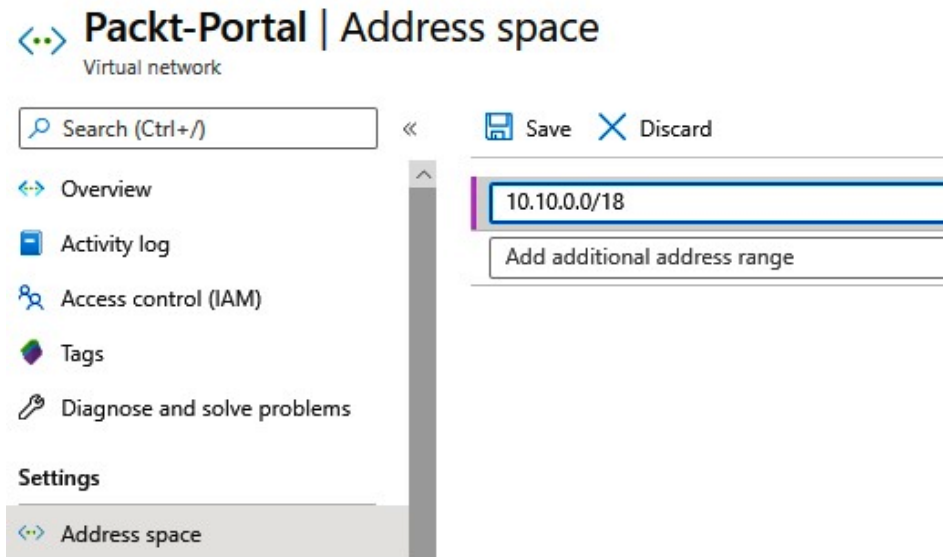 Packt-Portal | Address space
Virtual network
Search (Ctrl+/)
«
Save
Discard
Overview
Activity log
Access control (IAM)
Tags
Diagnose and solve problems
Settings
Address space
10.10.0.0/18
Add additional address range